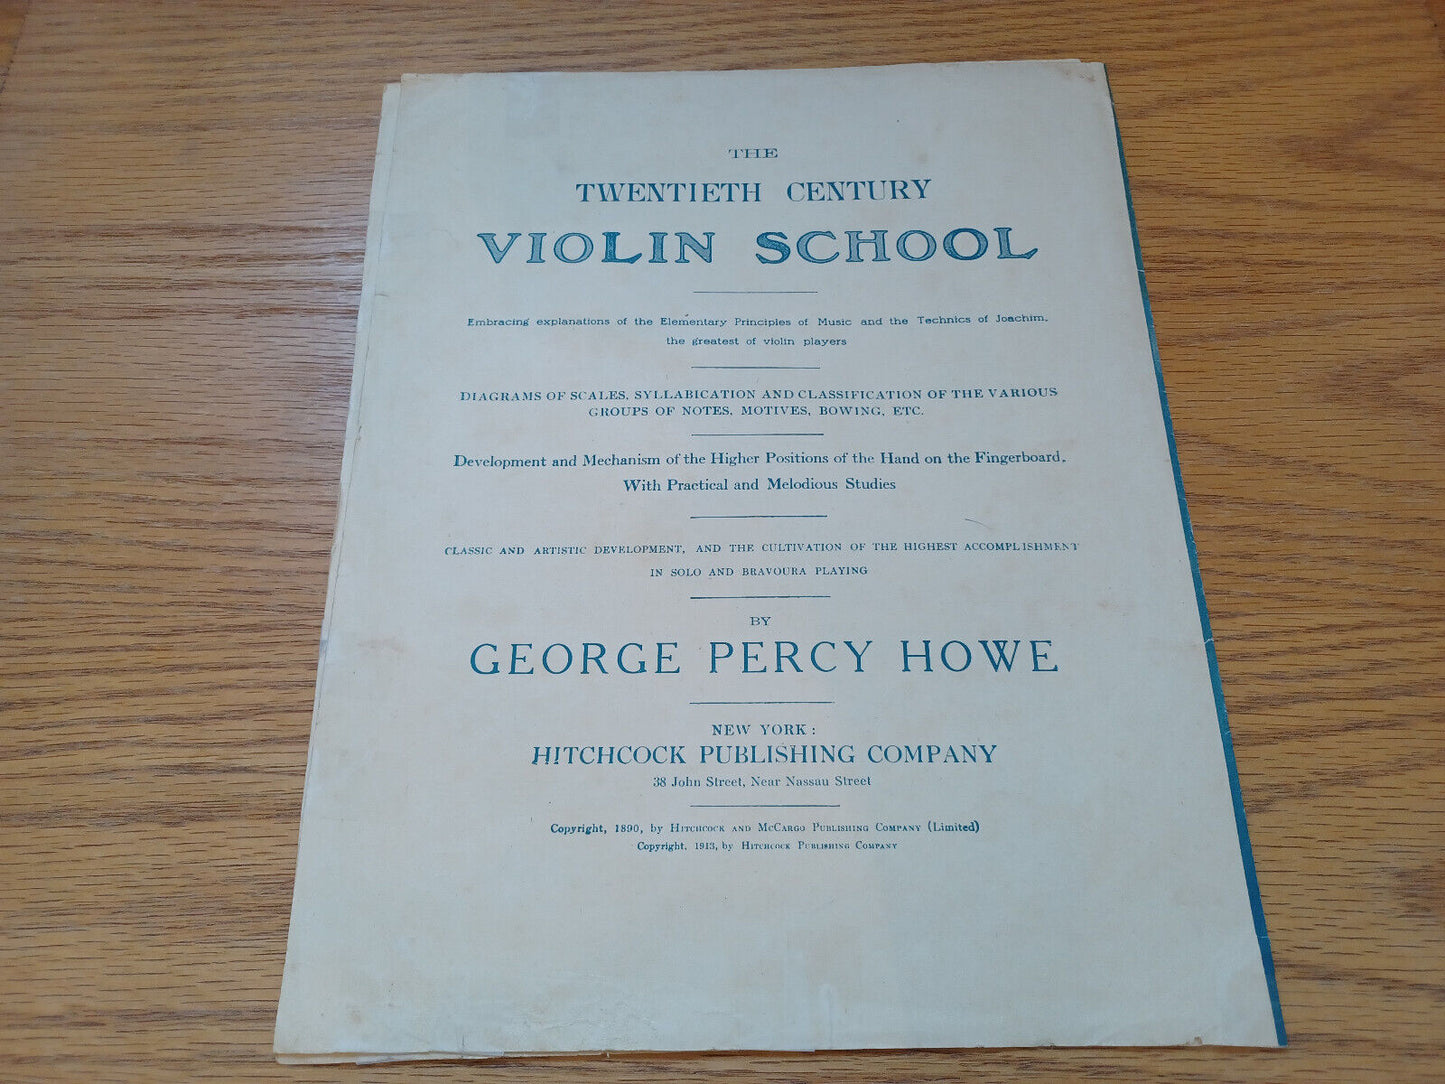 THE
TWENTIETH CENTURY
VIOLIN SCHOOL
Embracing explanations of the Elementary Principles of Music and the Technics of Joachim,
the greatest of violin players
DIAGRAMS OF SCALES, SYLLABICATION AND CLASSIFICATION OF THE VARIOUS
GROUPS OF NOTES, MOTIVES, BOWING, ETC.
Development and Mechanism of the Higher Positions of the Hand on the Fingerboard,
With Practical and Melodious Studies
CLASSIC AND ARTISTIC DEVELOPMENT, AND THE CULTIVATION OF THE HIGHEST ACCOMPLISHMENT
IN SOLO AND BRAVOURA PLAYING
BY
GEORGE PERCY HOWE
NEW YORK:
HITCHCOCK PUBLISHING COMPANY
38 John Street, Near Nassau Street
Copyright, 1890, by HITCHCOCK AND MCCARGO PUBLISHING COMPANY (Limited)
Copyright, 1913, by HITCHCOCK PUBLISHING COMPANY